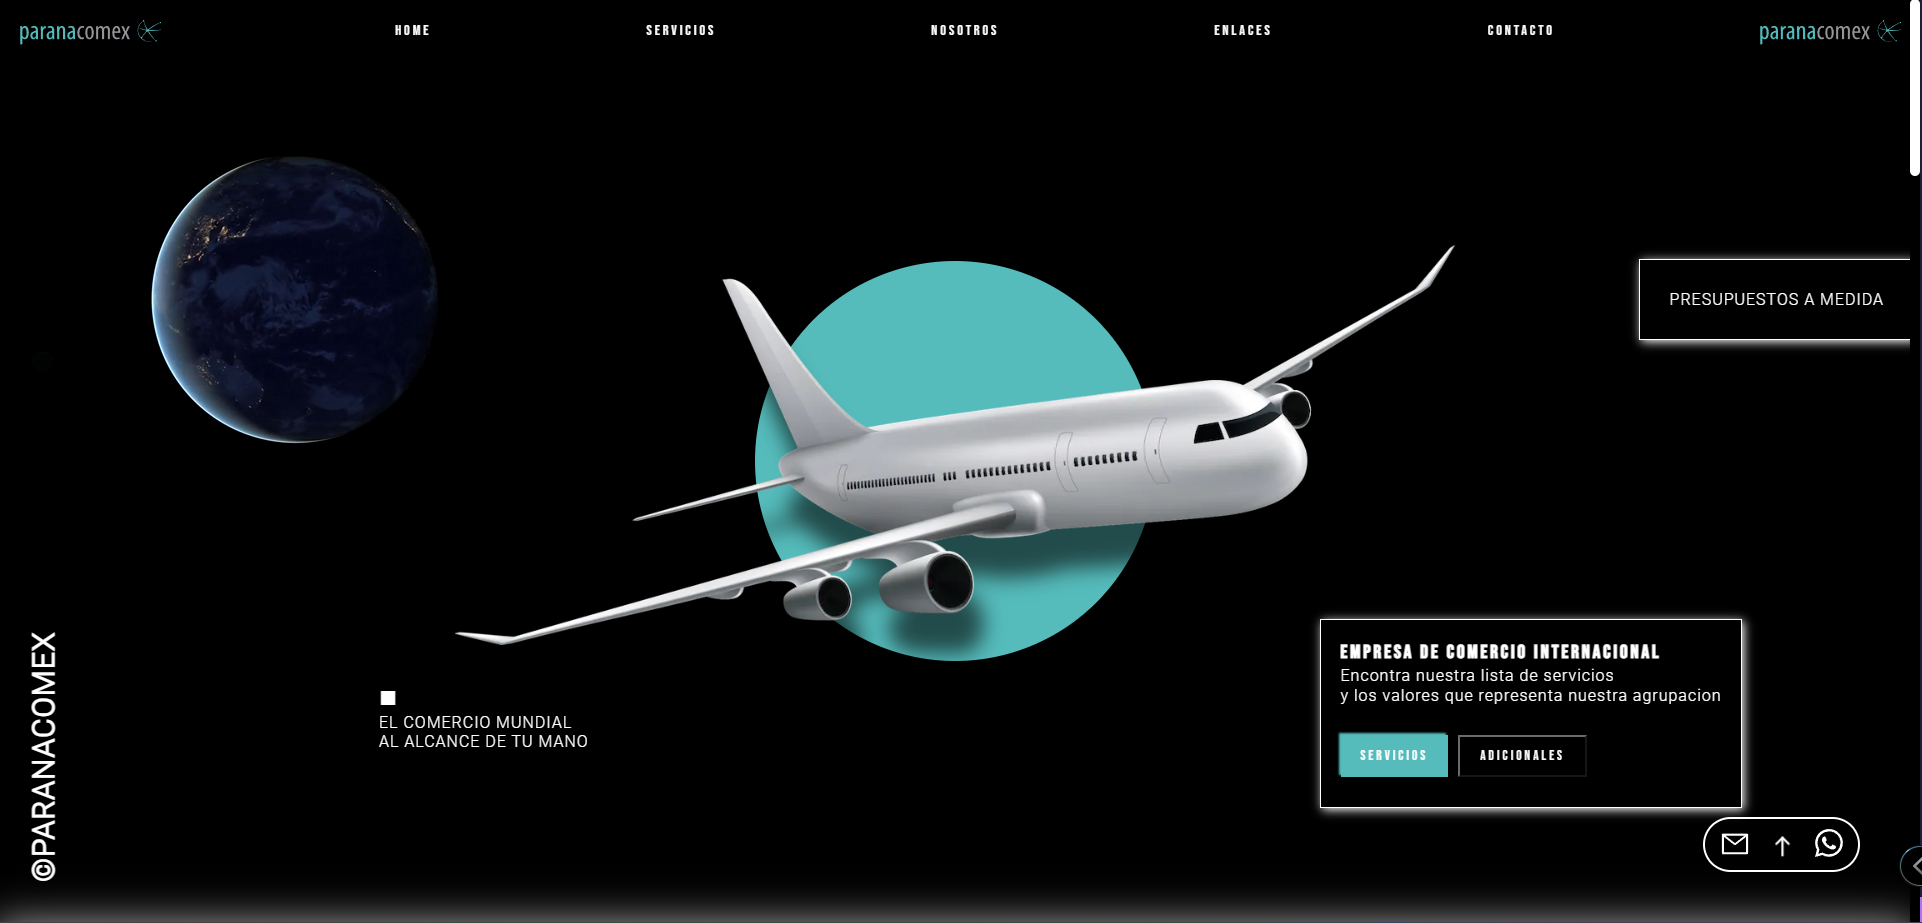 paranacomex
HOME
SERVICIOS
NOSOTROS
ENLACES
CONTACTO
paranacomex
PRESUPUESTOS A MEDIDA
©PARANACOMEX
EL COMERCIO MUNDIAL
AL ALCANCE DE TU MANO
EMPRESA DE COMERCIO INTERNACIONAL
Encontra nuestra lista de servicios
y los valores que representa nuestra agrupacion
SERVICIOS
ADICIONALES